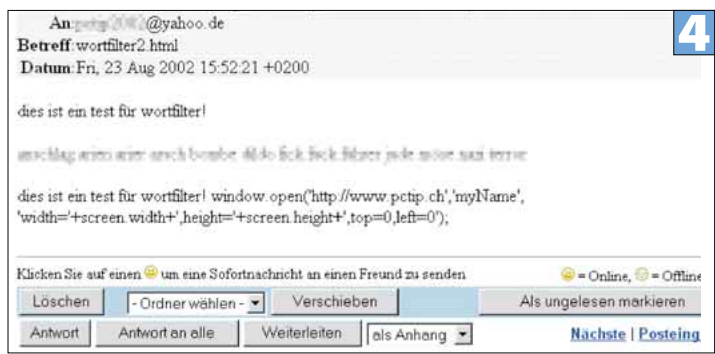 4
An: @yahoo.de
Betreff: wortfilter2.html
Datum: Fri, 23 Aug 2002 15:52:21 +0200
dies ist ein test für wortfilter!
dies ist ein test für wortfilter! window.open('http://www.pctip.ch','myName',
'width='+screen.width+',height='+screen.height+',top=0,left=0');
Klicken Sie auf einen um eine Sofortnachricht an einen Freund zu senden = Online, = Offline
Löschen - Ordner wählen - Verschieben Als ungelesen markieren
Antwort Antwort an alle Weiterleiten als Anhang Nächste | Posteing